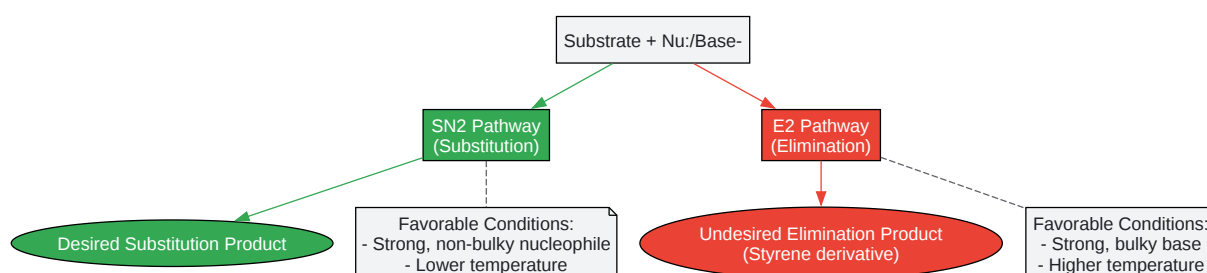 Substrate + Nu:/Base-
SN2 Pathway
(Substitution)
E2 Pathway
(Elimination)
Desired Substitution Product
Favorable Conditions:
- Strong, non-bulky nucleophile
- Lower temperature
Undesired Elimination Product
(Styrene derivative)
Favorable Conditions:
- Strong, bulky base
- Higher temperature